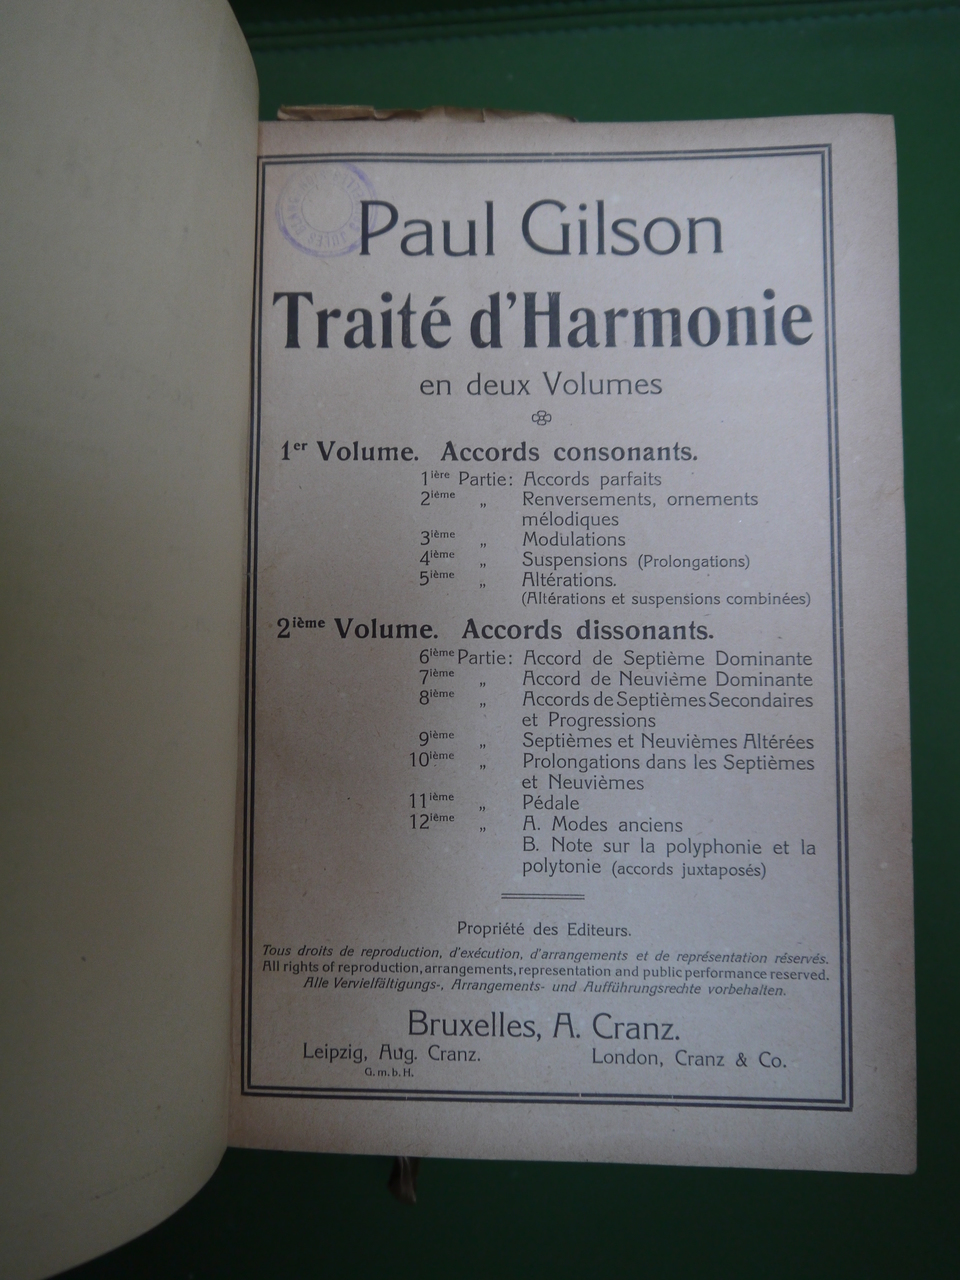 Paul Gilson
Traité d'Harmonie
en deux Volumes
1er Volume. Accords consonants.
1ière Partie: Accords parfaits
2ième „ Renversements, ornements
mélodiques
3ième „ Modulations
4ième „ Suspensions (Prolongations)
5ième „ Altérations.
(Altérations et suspensions combinées)
2ième Volume. Accords dissonants.
6ième Partie: Accord de Septième Dominante
7ième „ Accord de Neuvième Dominante
8ième „ Accords de Septièmes Secondaires
et Progressions
9ième „ Septièmes et Neuvièmes Altérées
10ième „ Prolongations dans les Septièmes
et Neuvièmes
11ième „ Pédale
12ième „ A. Modes anciens
B. Note sur la polyphonie et la
polytonie (accords juxtaposés)
Propriété des Editeurs.
Tous droits de reproduction, d'exécution, d'arrangements et de représentation réservés.
All rights of reproduction, arrangements, representation and public performance reserved.
Alle Vervielfältigungs-, Arrangements- und Aufführungsrechte vorbehalten.
Bruxelles, A. Cranz.
Leipzig, Aug. Cranz. London, Cranz & Co.
G.m.b.H.
JULES